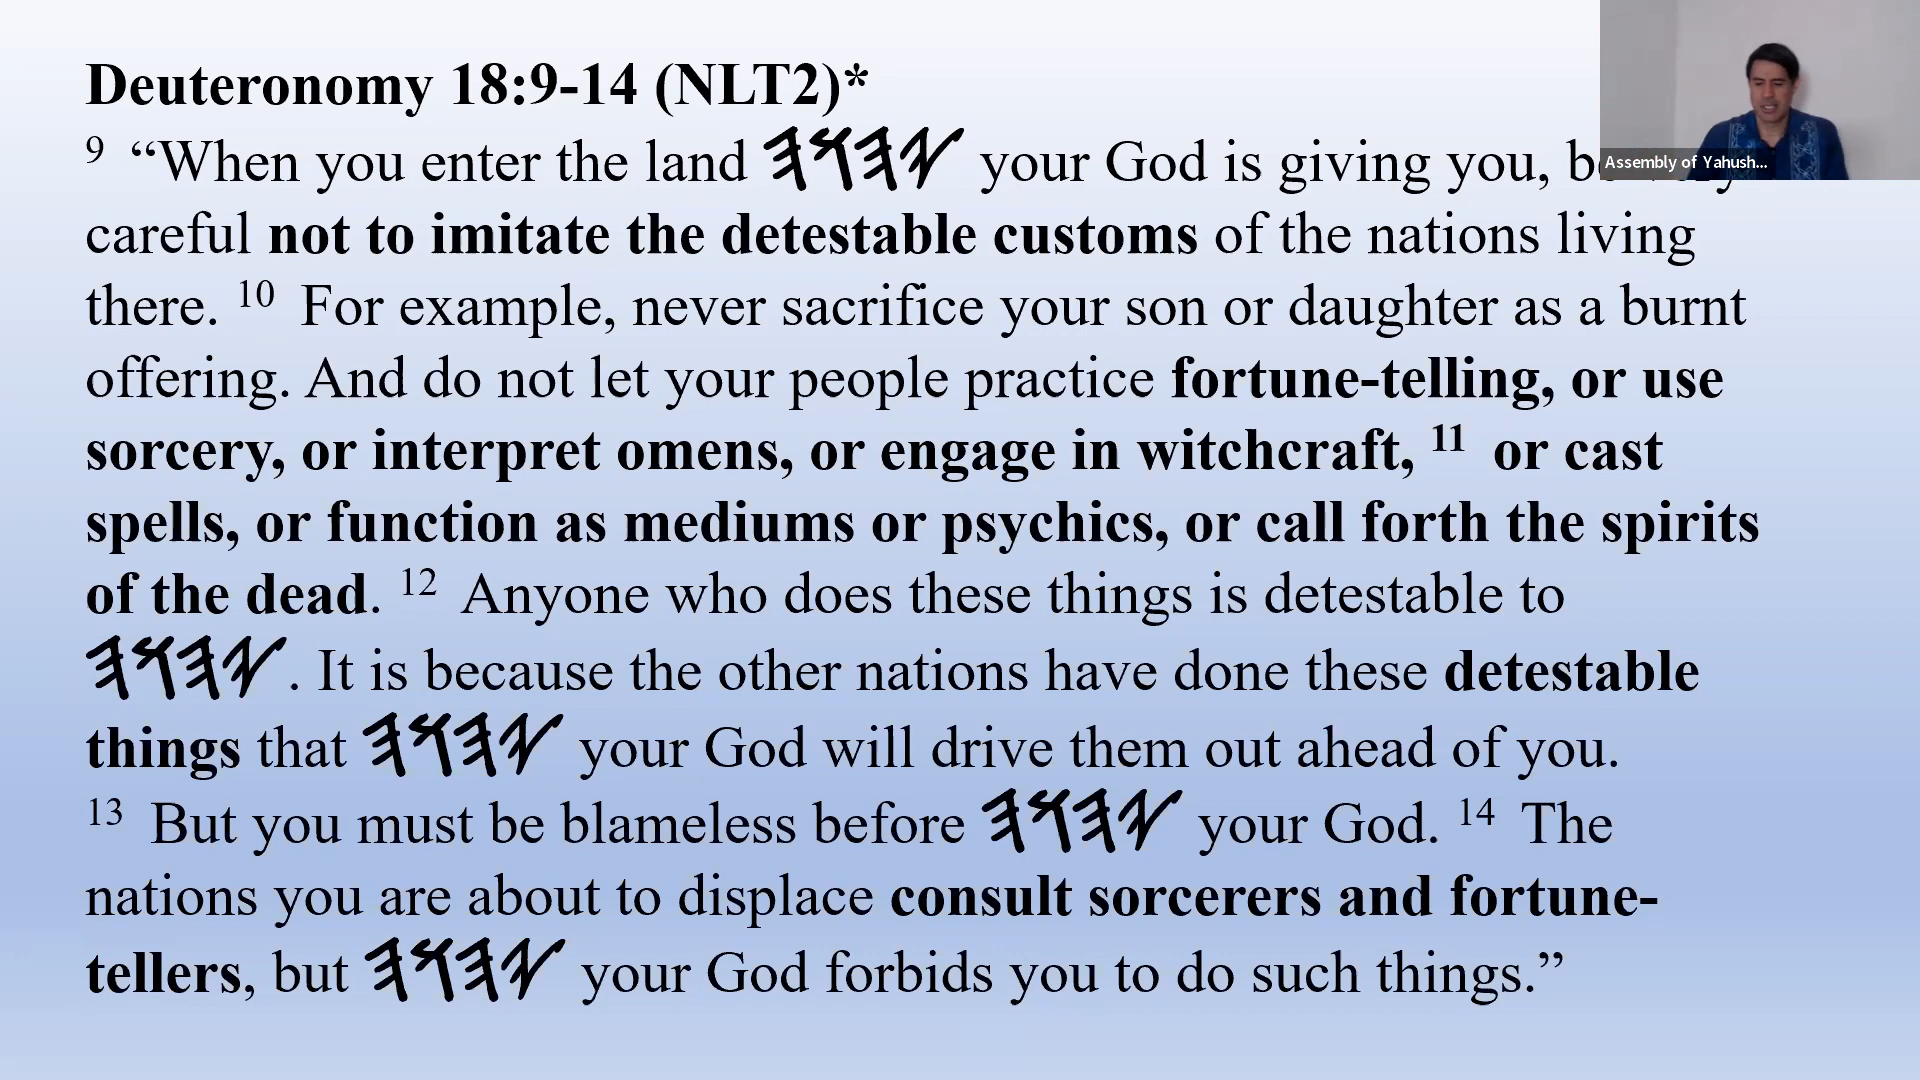 Deuteronomy 18:9-14 (NLT2)*
9 “When you enter the land 𐤉𐤄𐤅𐤄 your God is giving you,
Assembly of Yahush...
careful not to imitate the detestable customs of the nations living
there. 10 For example, never sacrifice your son or daughter as a burnt
offering. And do not let your people practice fortune-telling, or use
sorcery, or interpret omens, or engage in witchcraft, 11 or cast
spells, or function as mediums or psychics, or call forth the spirits
of the dead. 12 Anyone who does these things is detestable to
𐤉𐤄𐤅𐤄. It is because the other nations have done these detestable
things that 𐤉𐤄𐤅𐤄 your God will drive them out ahead of you.
13 But you must be blameless before 𐤉𐤄𐤅𐤄 your God. 14 The
nations you are about to displace consult sorcerers and fortune-
tellers, but 𐤉𐤄𐤅𐤄 your God forbids you to do such things.”